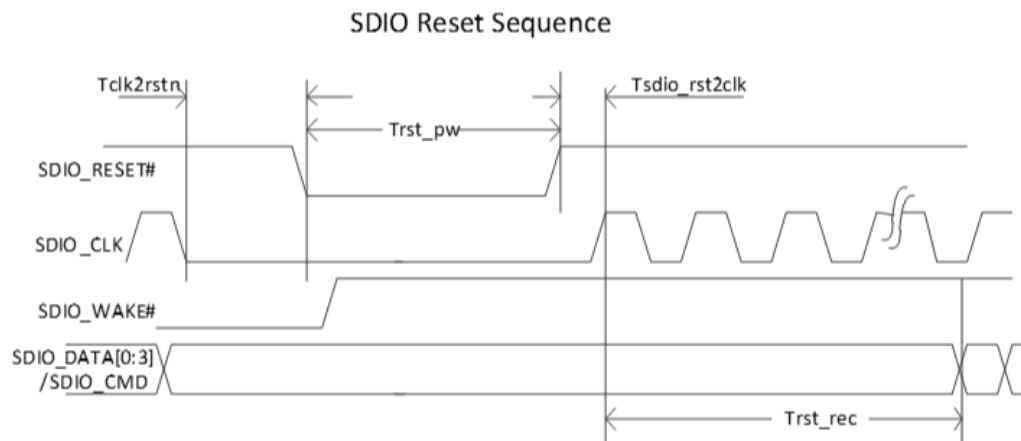 SDIO Reset Sequence
Tclk2rstn
Tsdio_rst2clk
Trst_pw
SDIO_RESET#
SDIO_CLK
SDIO_WAKE#
SDIO_DATA[0:3]
/SDIO_CMD
Trst_rec